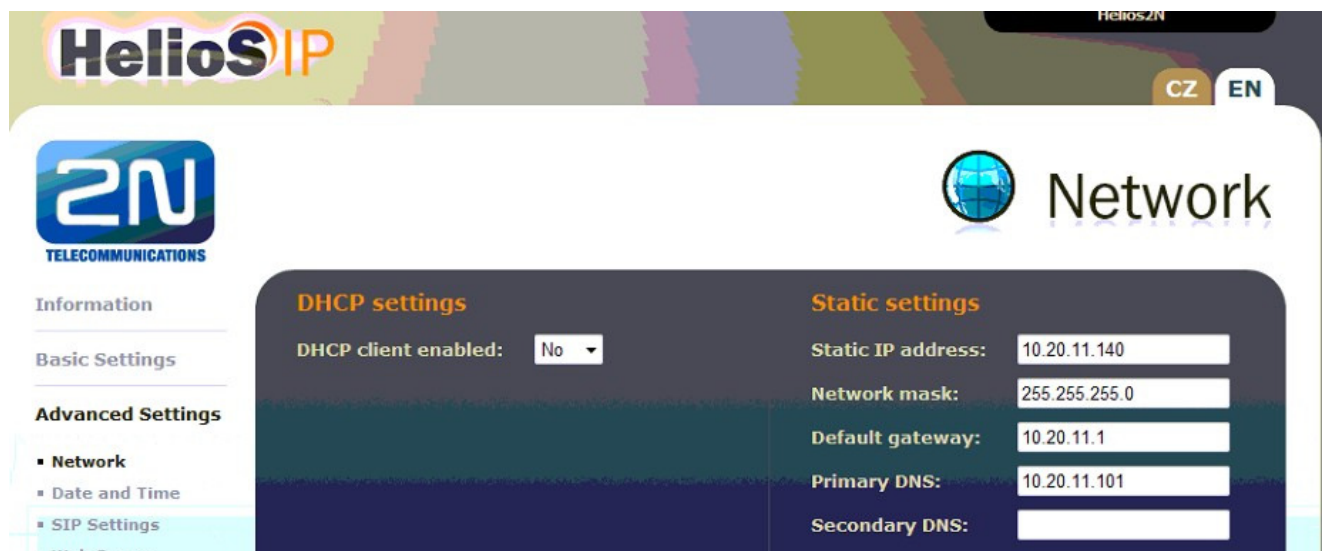 Helios2N
HelioS IP
CZ EN
2N
TELECOMMUNICATIONS
Network
Information
Basic Settings
Advanced Settings
▪ Network
▪ Date and Time
▪ SIP Settings
DHCP settings
DHCP client enabled: No
Static settings
Static IP address: 10.20.11.140
Network mask: 255.255.255.0
Default gateway: 10.20.11.1
Primary DNS: 10.20.11.101
Secondary DNS: